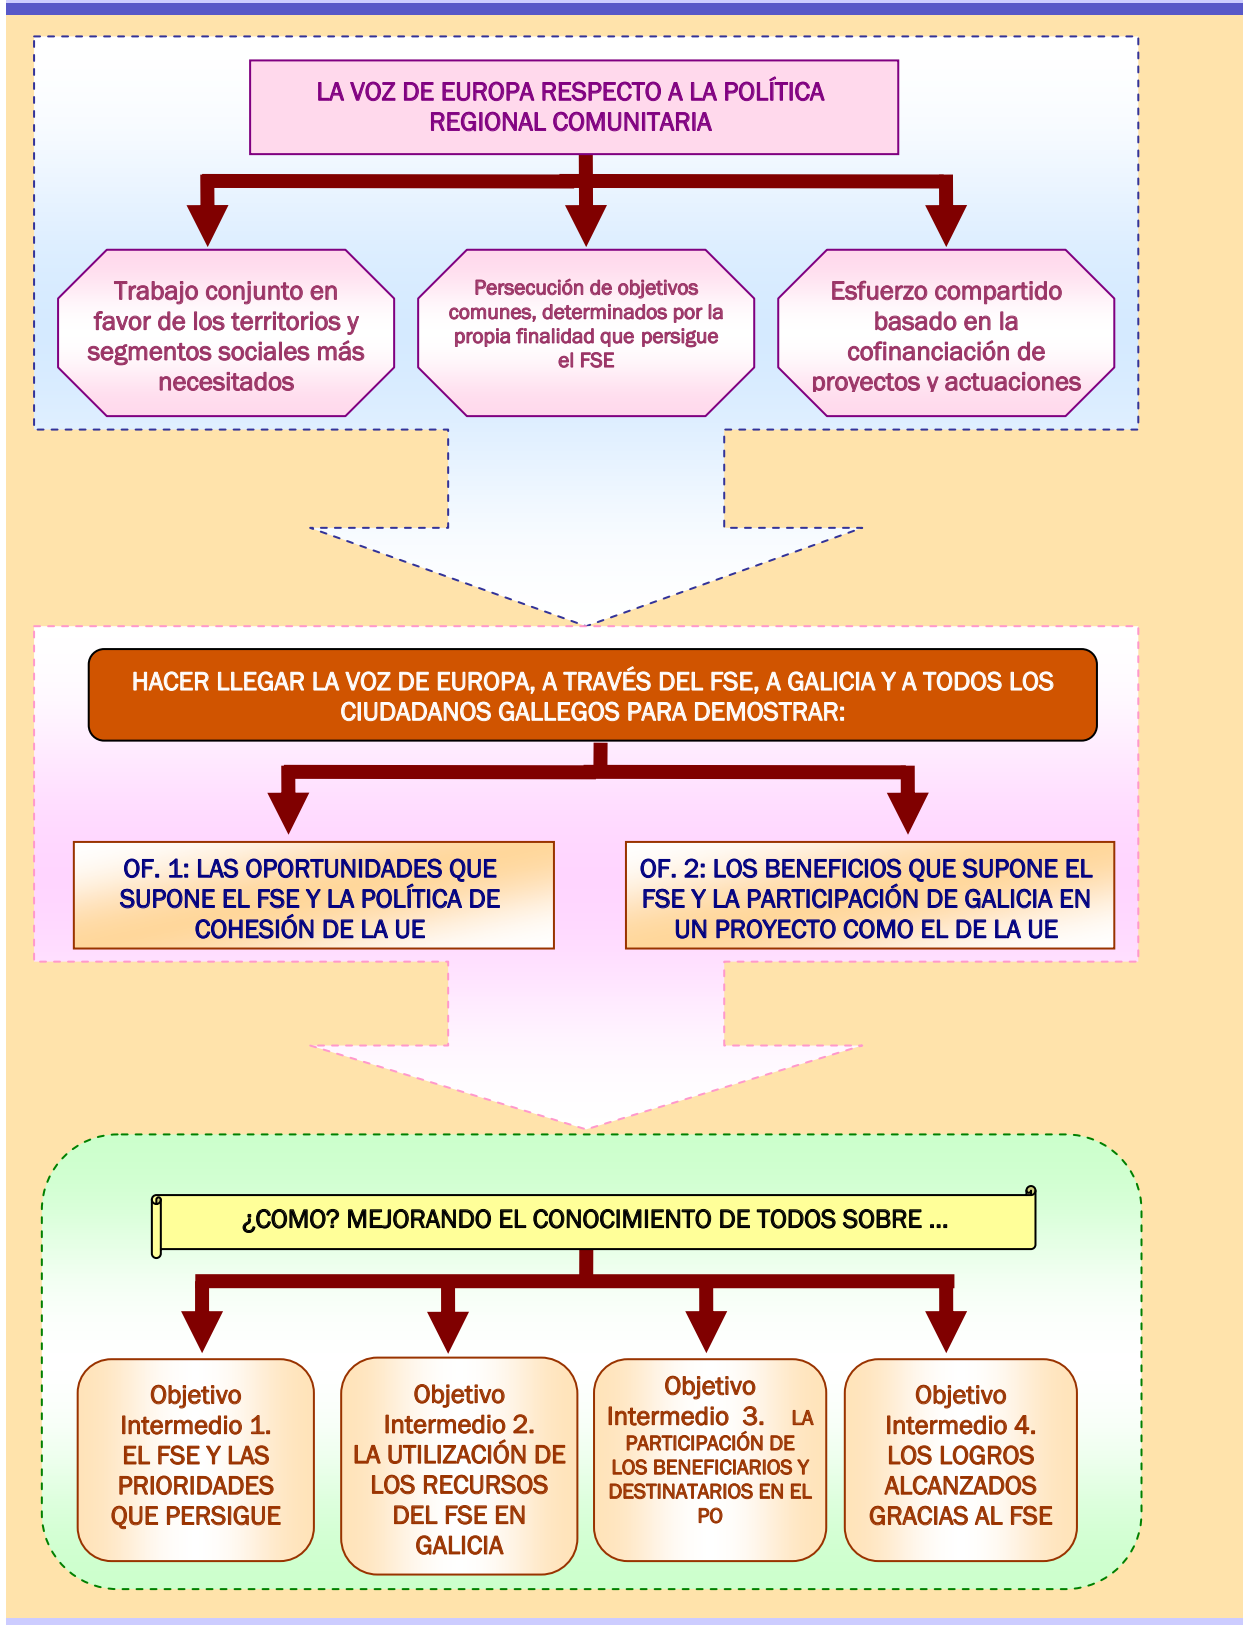 LA VOZ DE EUROPA RESPECTO A LA POLÍTICA
REGIONAL COMUNITARIA
Trabajo conjunto en
favor de los territorios y
segmentos sociales más
necesitados
Persecución de objetivos
comunes, determinados por la
propia finalidad que persigue
el FSE
Esfuerzo compartido
basado en la
cofinanciación de
proyectos y actuaciones
HACER LLEGAR LA VOZ DE EUROPA, A TRAVÉS DEL FSE, A GALICIA Y A TODOS LOS
CIUDADANOS GALLEGOS PARA DEMOSTRAR:
OF. 1: LAS OPORTUNIDADES QUE
SUPONE EL FSE Y LA POLÍTICA DE
COHESIÓN DE LA UE
OF. 2: LOS BENEFICIOS QUE SUPONE EL
FSE Y LA PARTICIPACIÓN DE GALICIA EN
UN PROYECTO COMO EL DE LA UE
¿COMO? MEJORANDO EL CONOCIMIENTO DE TODOS SOBRE ...
Objetivo
Intermedio 1.
EL FSE Y LAS
PRIORIDADES
QUE PERSIGUE
Objetivo
Intermedio 2.
LA UTILIZACIÓN DE
LOS RECURSOS
DEL FSE EN
GALICIA
Objetivo
Intermedio 3. LA
PARTICIPACIÓN DE
LOS BENEFICIARIOS Y
DESTINATARIOS EN EL
PO
Objetivo
Intermedio 4.
LOS LOGROS
ALCANZADOS
GRACIAS AL FSE